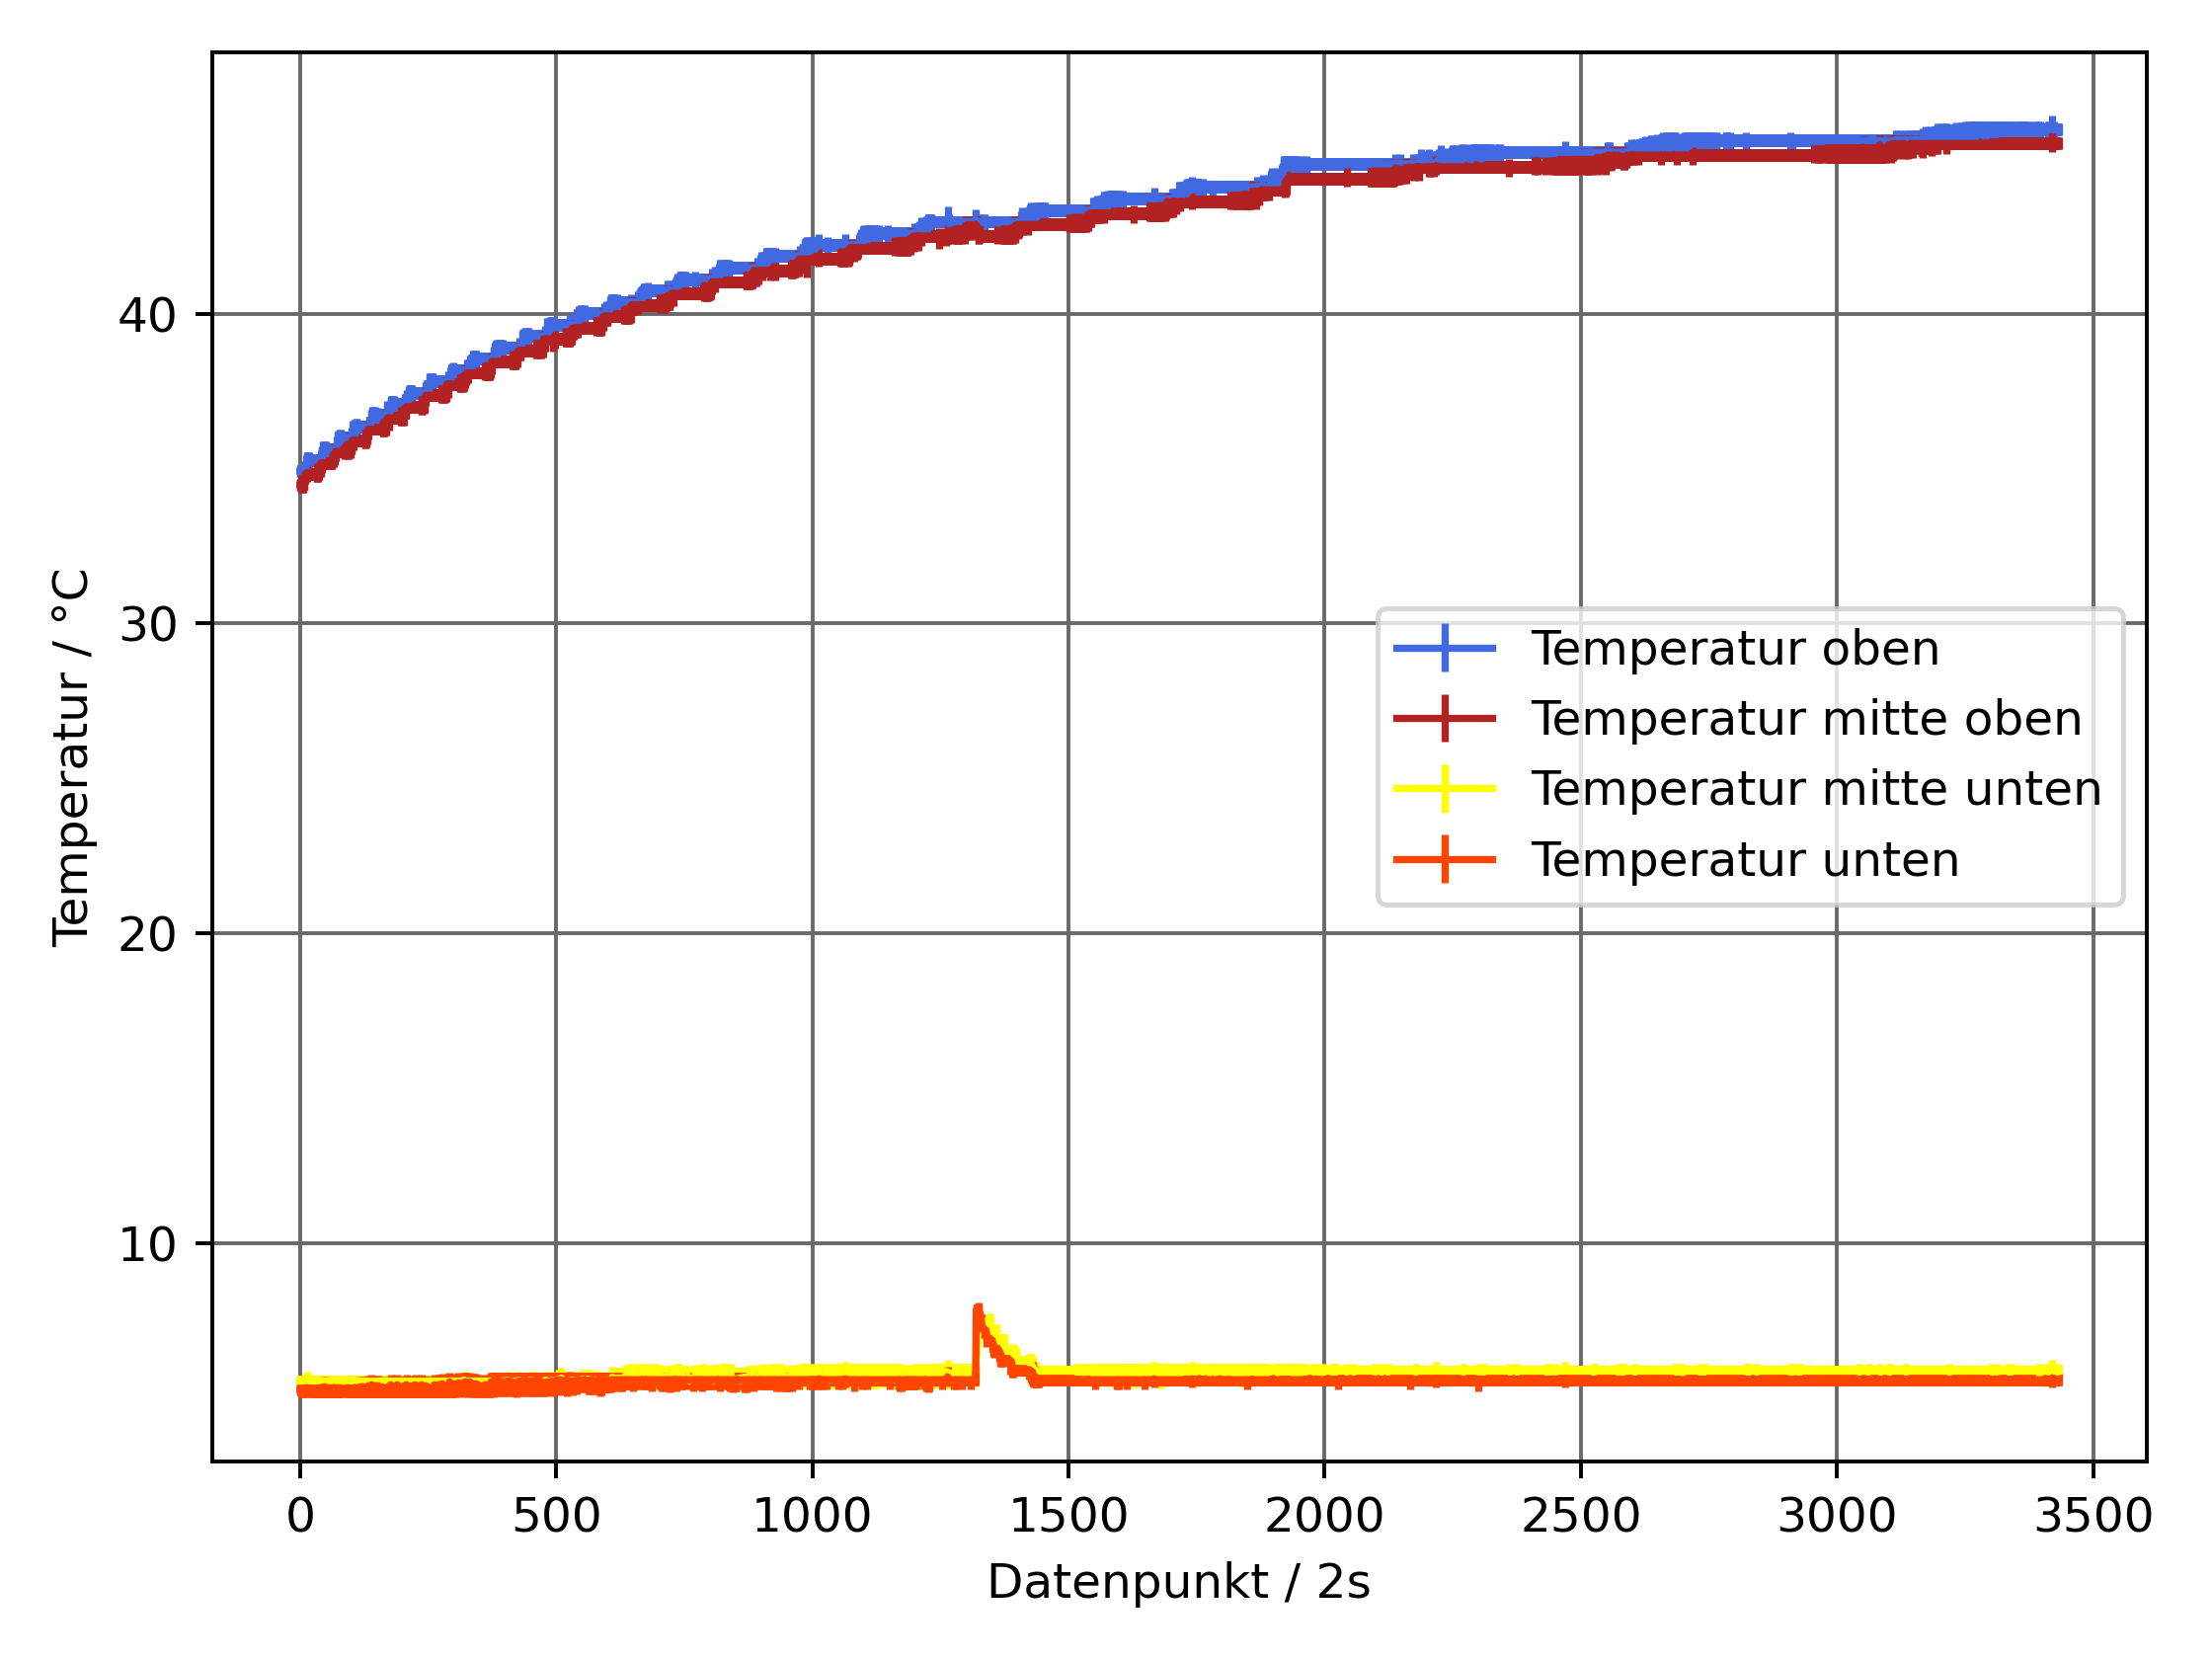 40
30
20
10
Temperatur / °C
Temperatur oben
Temperatur mitte oben
Temperatur mitte unten
Temperatur unten
0 500 1000 1500 2000 2500 3000 3500
Datenpunkt / 2s